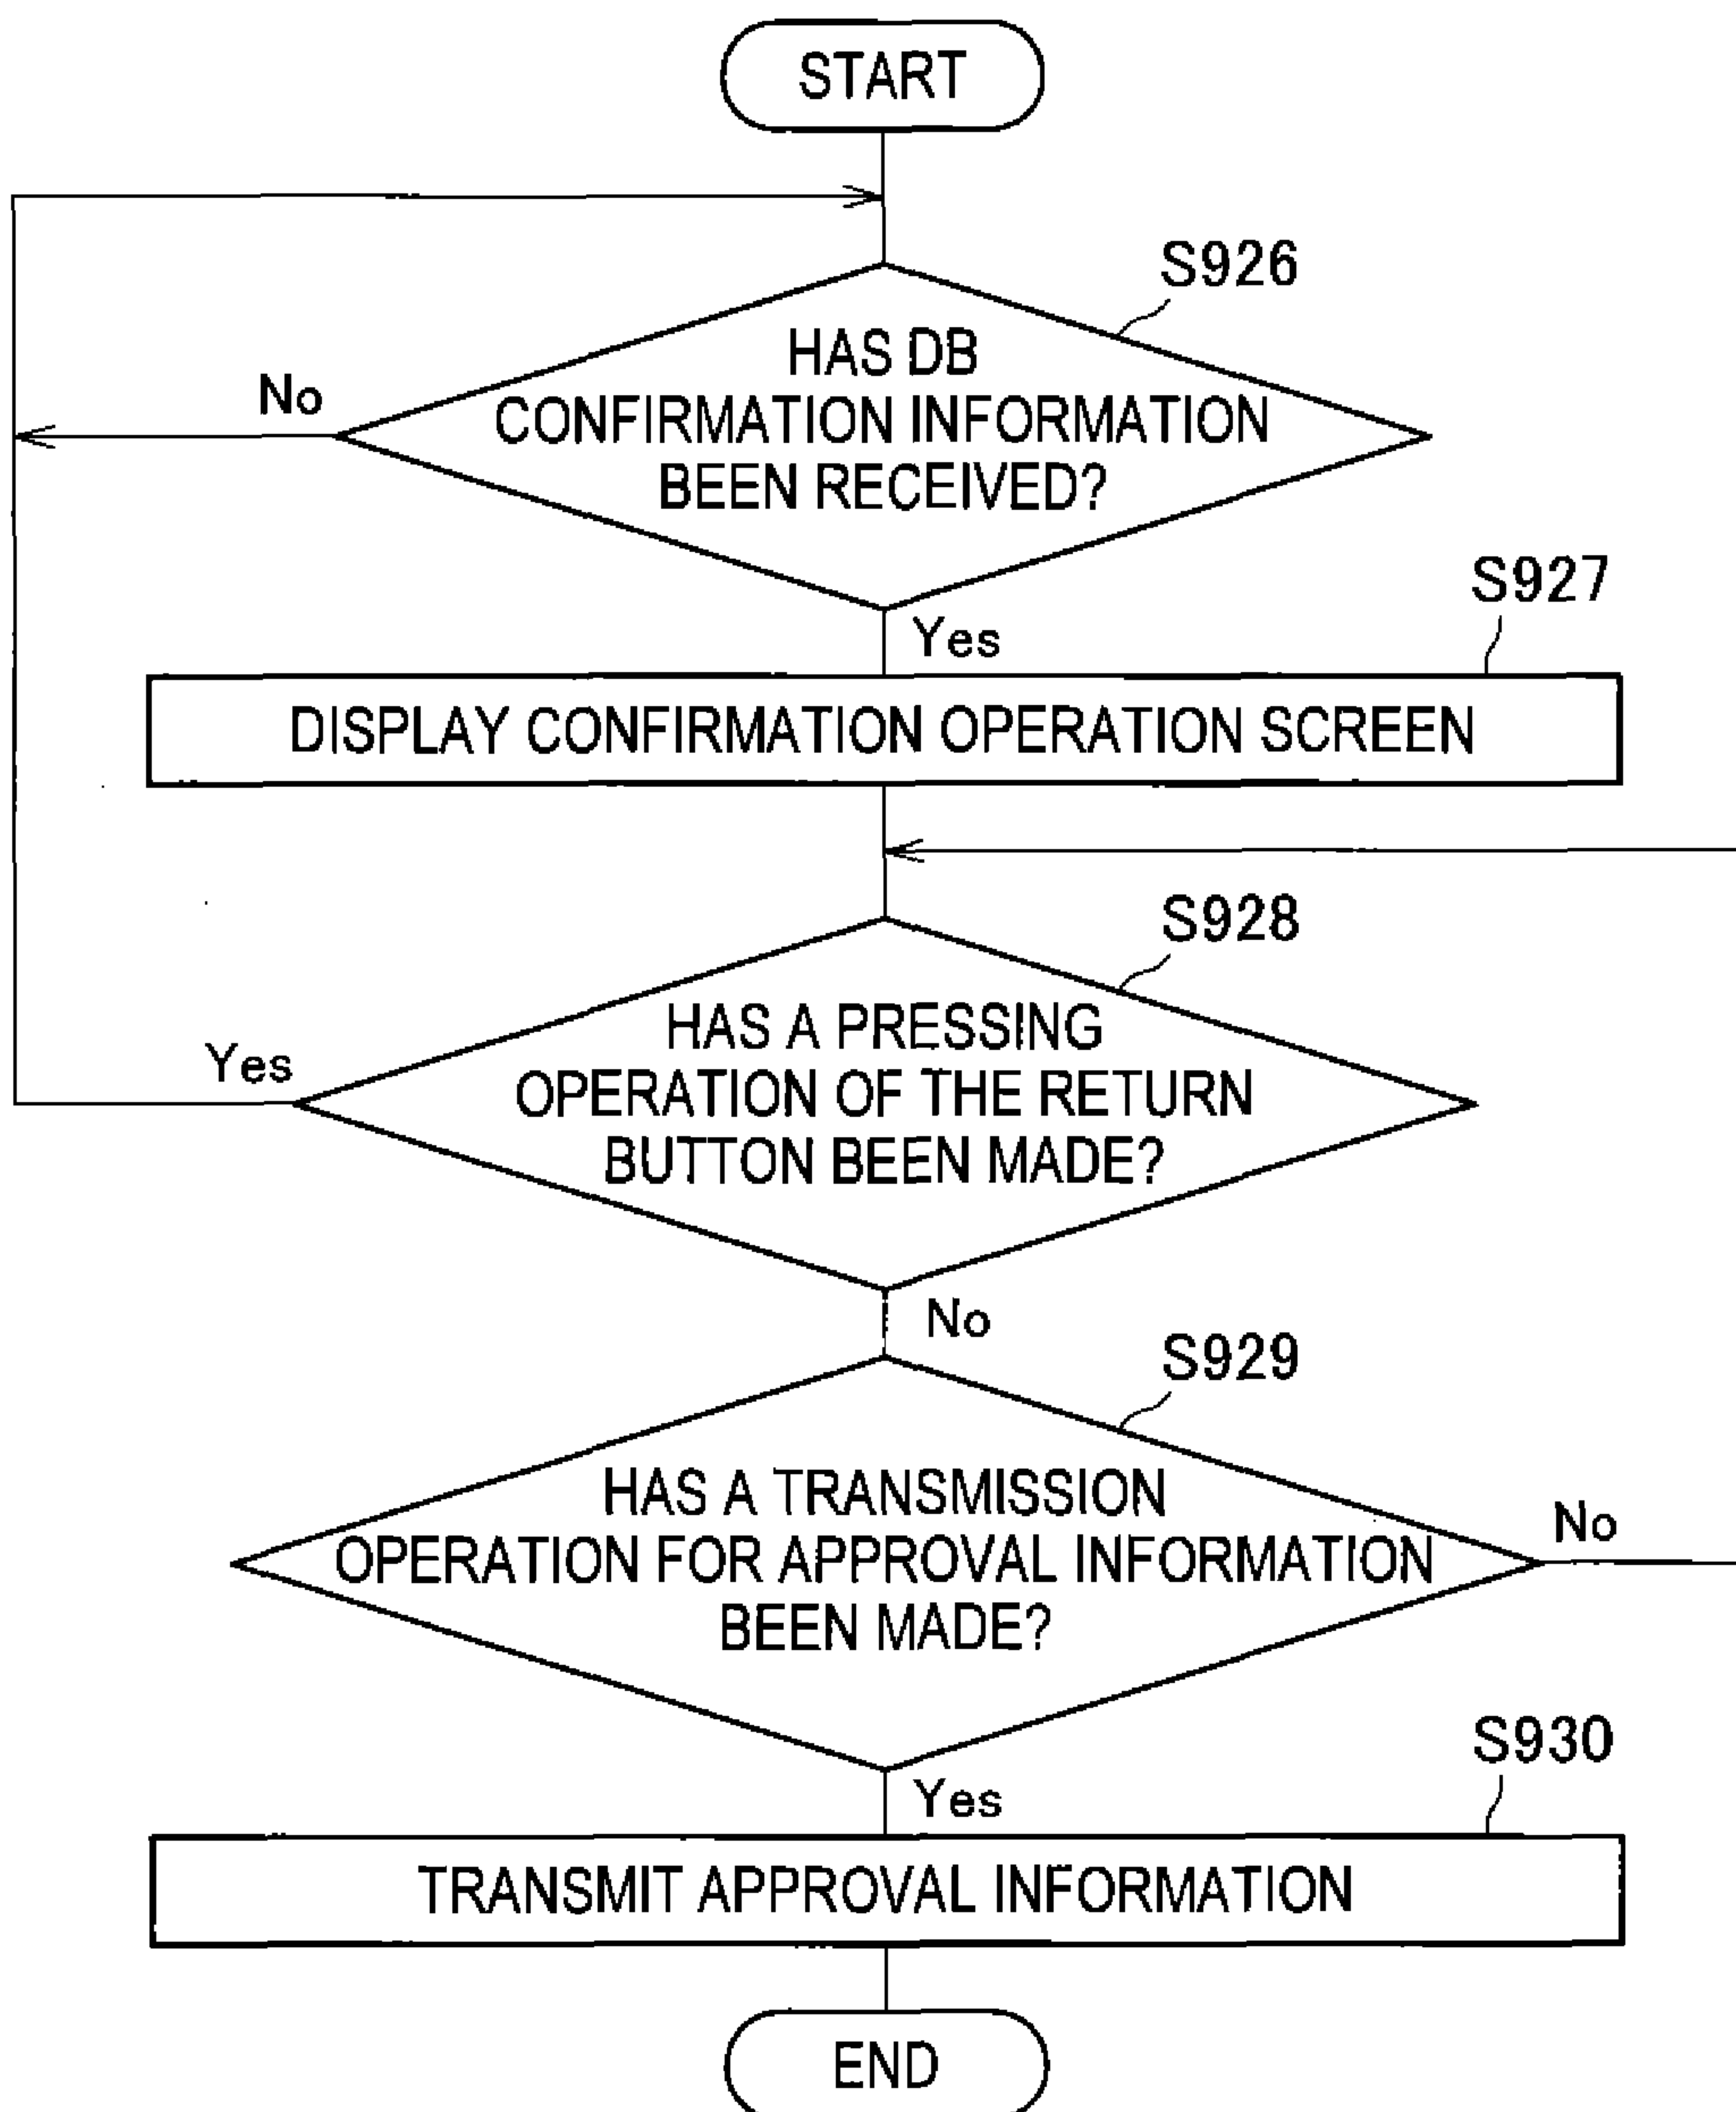 START
S926
HAS DB
No
CONFIRMATION INFORMATION
BEEN RECEIVED?
S927
Yes
DISPLAY CONFIRMATION OPERATION SCREEN
S928
HAS A PRESSING
Yes
OPERATION OF THE RETURN
BUTTON BEEN MADE?
No
S929
HAS A TRANSMISSION
No
OPERATION FOR APPROVAL INFORMATION
BEEN MADE?
S930
Yes
TRANSMIT APPROVAL INFORMATION
END